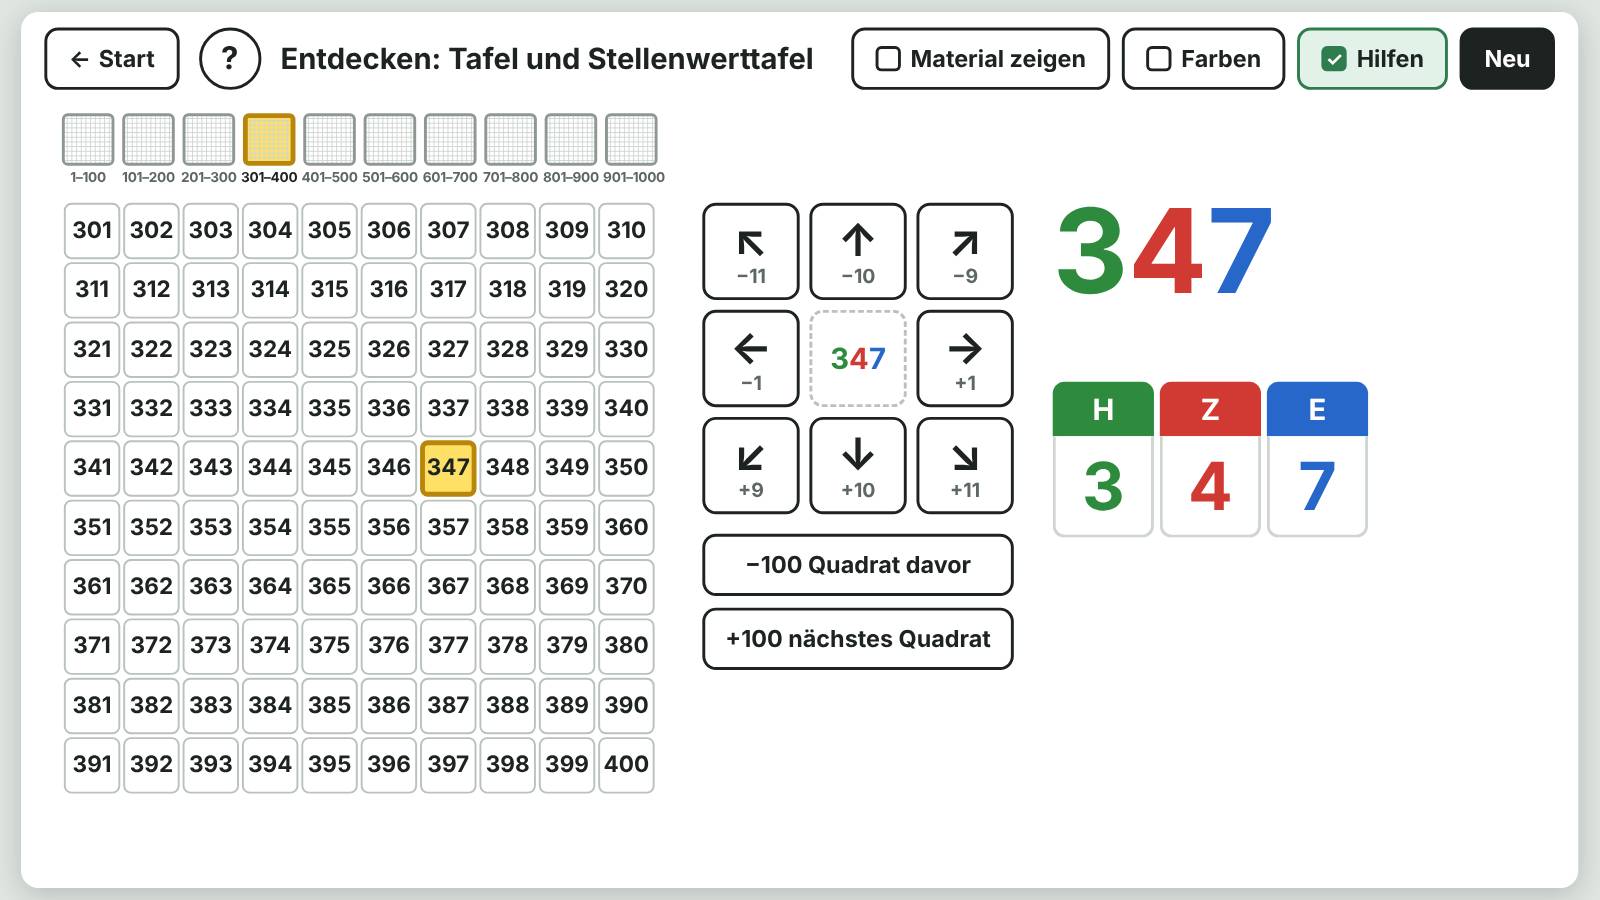 ← Start
?
Entdecken: Tafel und Stellenwerttafel
Material zeigen
Farben
Hilfen
Neu
1–100 101–200 201–300 301–400 401–500 501–600 601–700 701–800 801–900 901–1000
301 302 303 304 305 306 307 308 309 310
311 312 313 314 315 316 317 318 319 320
321 322 323 324 325 326 327 328 329 330
331 332 333 334 335 336 337 338 339 340
341 342 343 344 345 346 347 348 349 350
351 352 353 354 355 356 357 358 359 360
361 362 363 364 365 366 367 368 369 370
371 372 373 374 375 376 377 378 379 380
381 382 383 384 385 386 387 388 389 390
391 392 393 394 395 396 397 398 399 400
↖ ↑ ↗
−11 −10 −9
← 347 →
−1 +1
↙ ↓ ↘
+9 +10 +11
−100 Quadrat davor
+100 nächstes Quadrat
347
H Z E
3 4 7